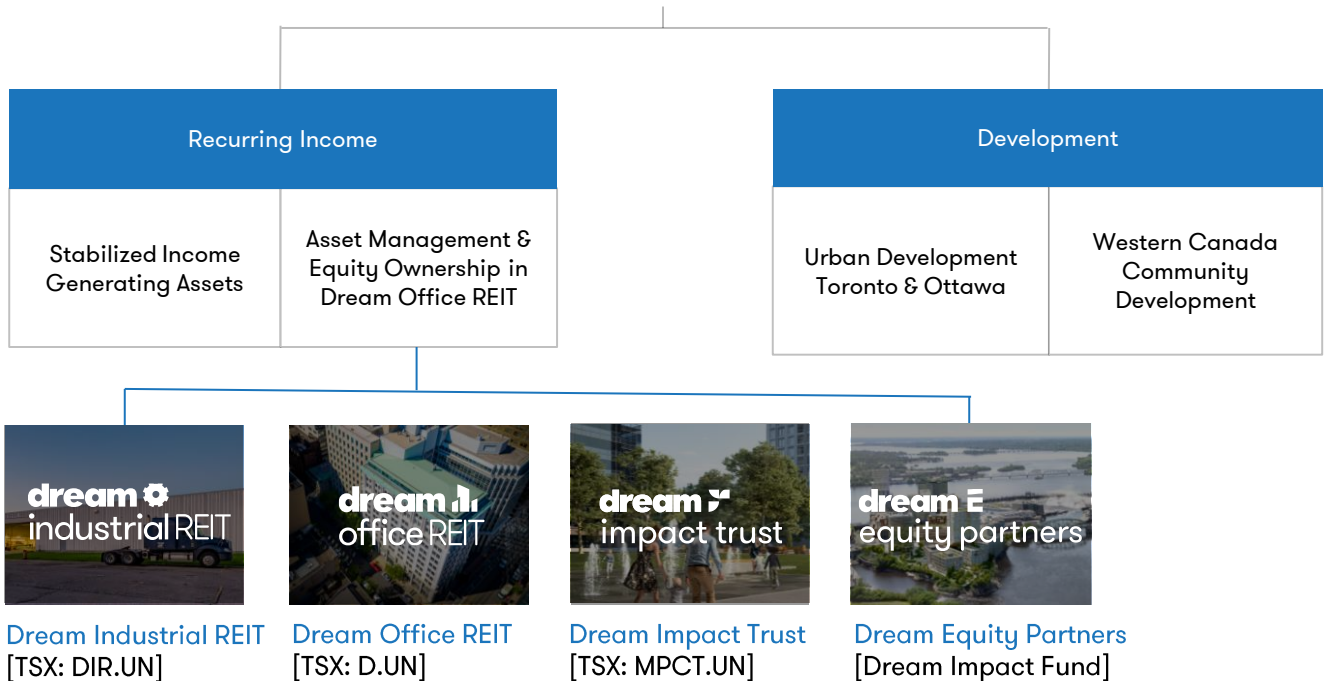 Recurring Income
Development
Stabilized Income
Generating Assets
Asset Management &
Equity Ownership in
Dream Office REIT
Urban Development
Toronto & Ottawa
Western Canada
Community
Development
dream
industrial REIT
dream
office REIT
dream
impact trust
dream
equity partners
Dream Industrial REIT
[TSX: DIR.UN]
Dream Office REIT
[TSX: D.UN]
Dream Impact Trust
[TSX: MPCT.UN]
Dream Equity Partners
[Dream Impact Fund]